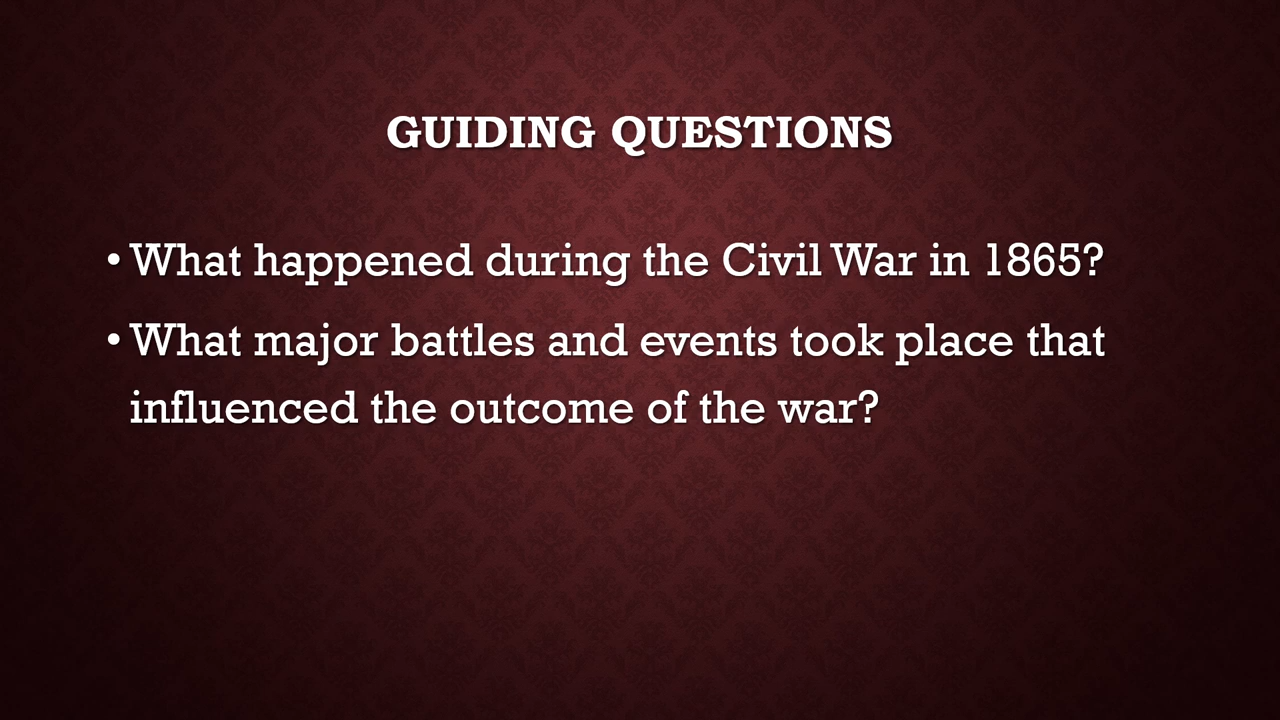 GUIDING QUESTIONS
• What happened during the Civil War in 1865?
• What major battles and events took place that
influenced the outcome of the war?